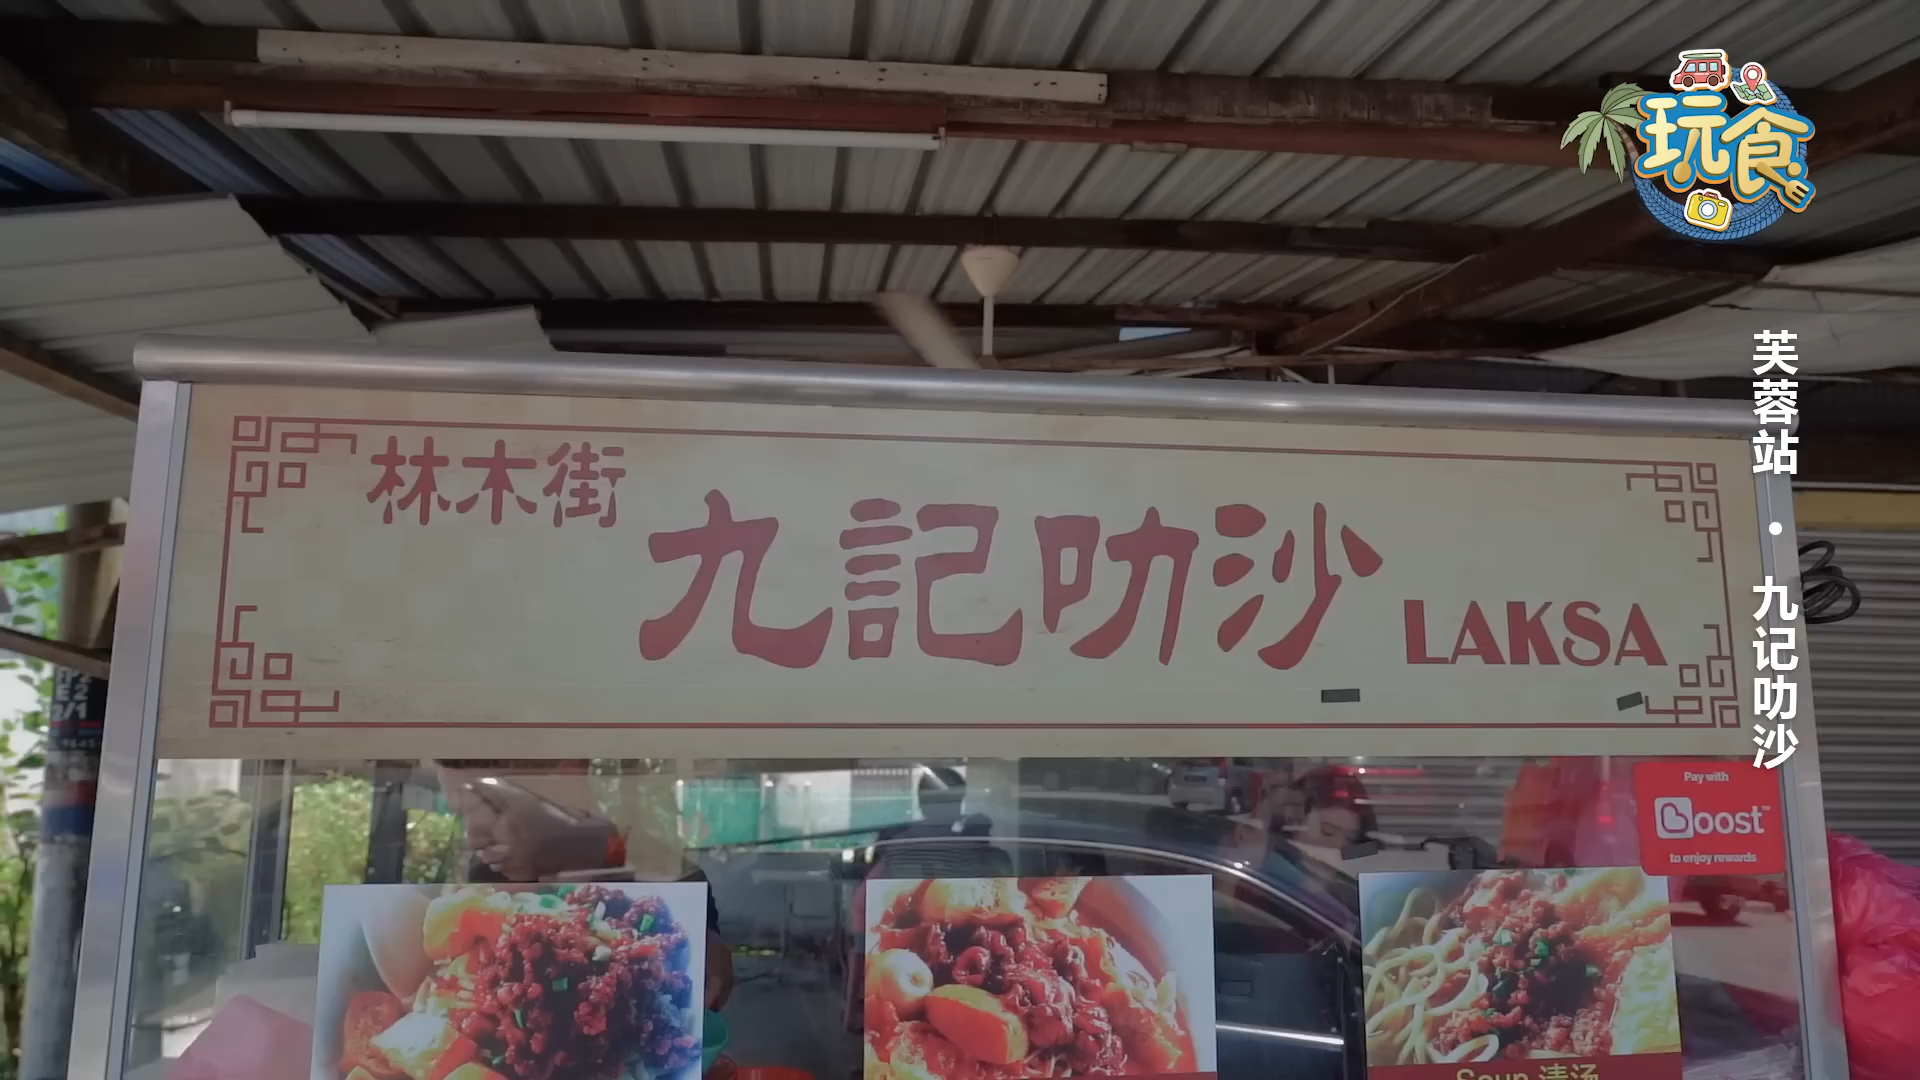 玩食
芙蓉站 · 九记叻沙
林木街
九記叻沙 LAKSA
Pay with
Boost
to enjoy rewards
Soup 清汤